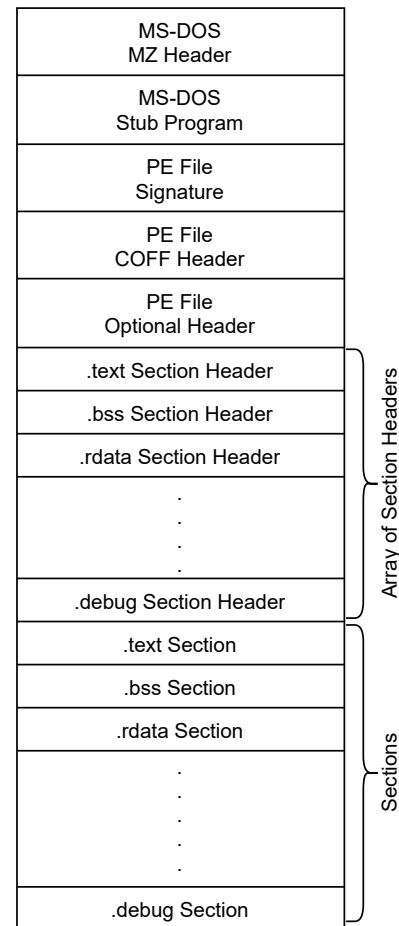 MS-DOS
MZ Header
MS-DOS
Stub Program
PE File
Signature
PE File
COFF Header
PE File
Optional Header
.text Section Header
.bss Section Header
.rdata Section Header
.
.
.
.
.debug Section Header
Array of Section Headers
.text Section
.bss Section
.rdata Section
.
.
.
.
.
.debug Section
Sections